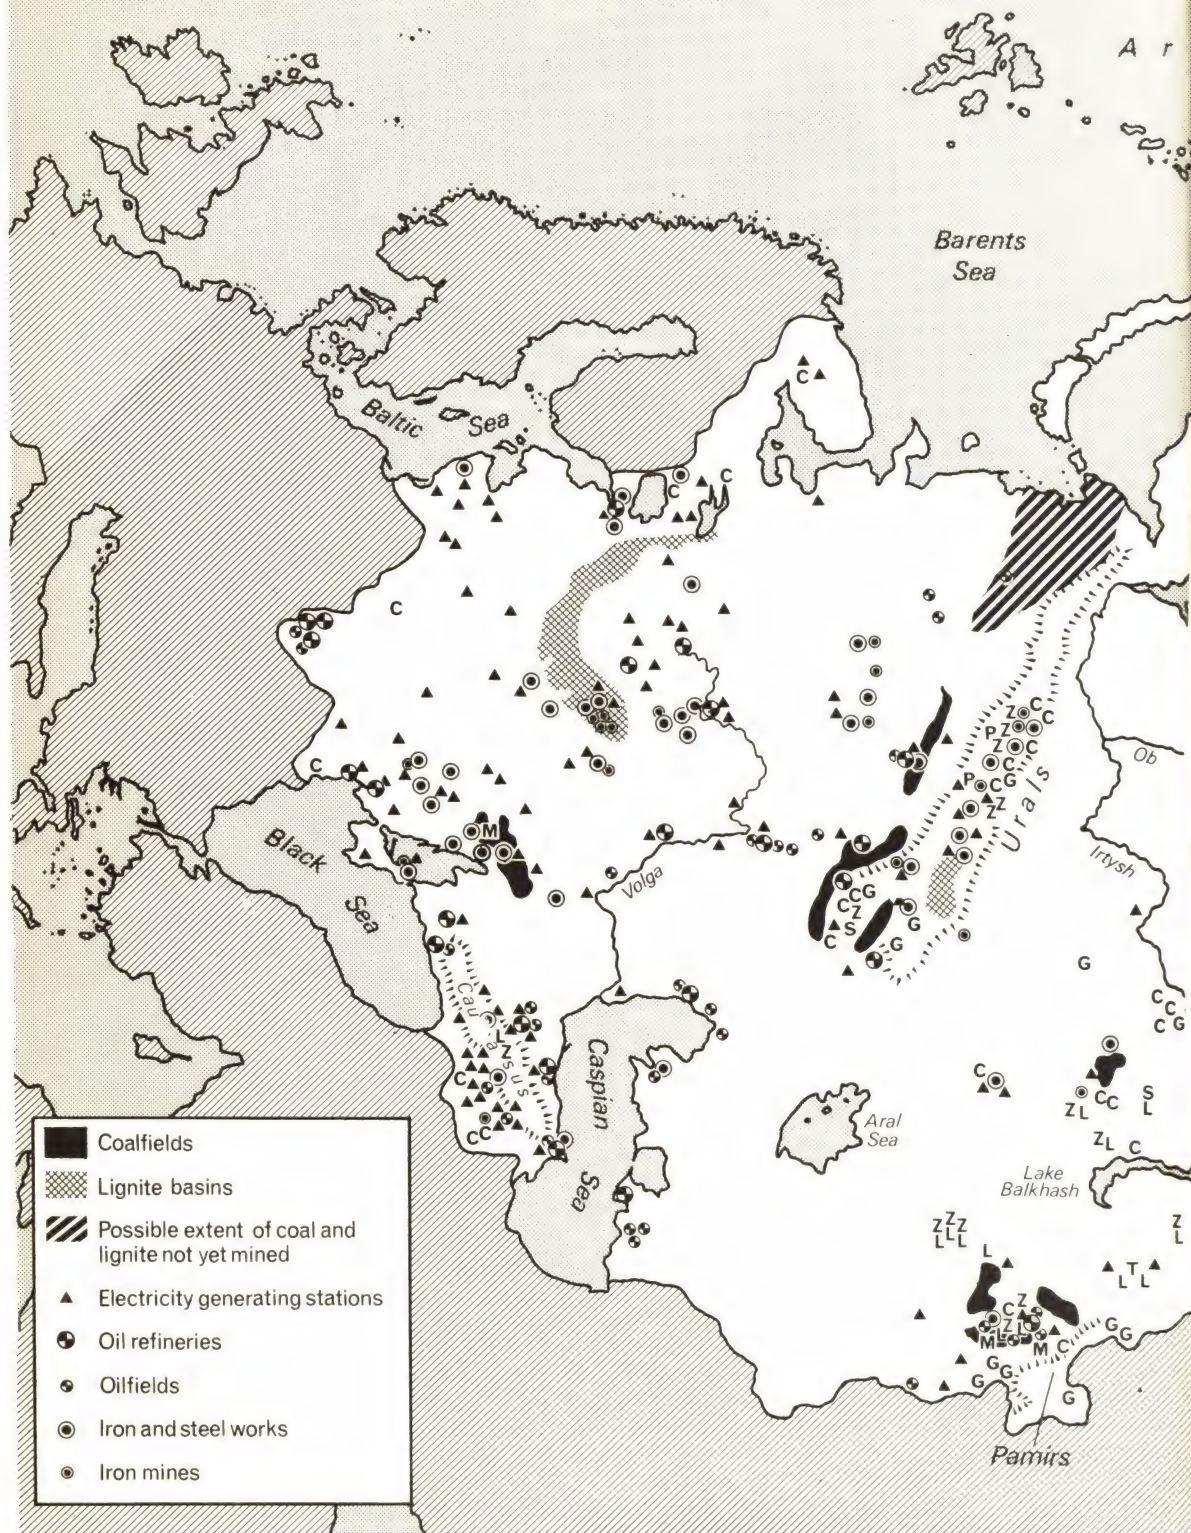 A r
Barents
Sea
Baltic Sea
C
C
C
C
C
Z C
C
P Z
Z C
C
P C G
Z
Z
Urals
Ob
Irtysh
C
M
Black
Sea
Volga
C C G
C Z
S
C
G
G
G
C
C
C
G
Caucasus
L
Z
C
C C
Caspian
Sea
Aral
Sea
C
Z L
C C
S
L
Z L C
Lake
Balkhash
Z Z Z
L L L
Z
L
L
T
L L
C Z
Z
L L
M
M C
G G
G G
G
G
Pamirs
Coalfields
Lignite basins
Possible extent of coal and
lignite not yet mined
Electricity generating stations
Oil refineries
Oilfields
Iron and steel works
Iron mines